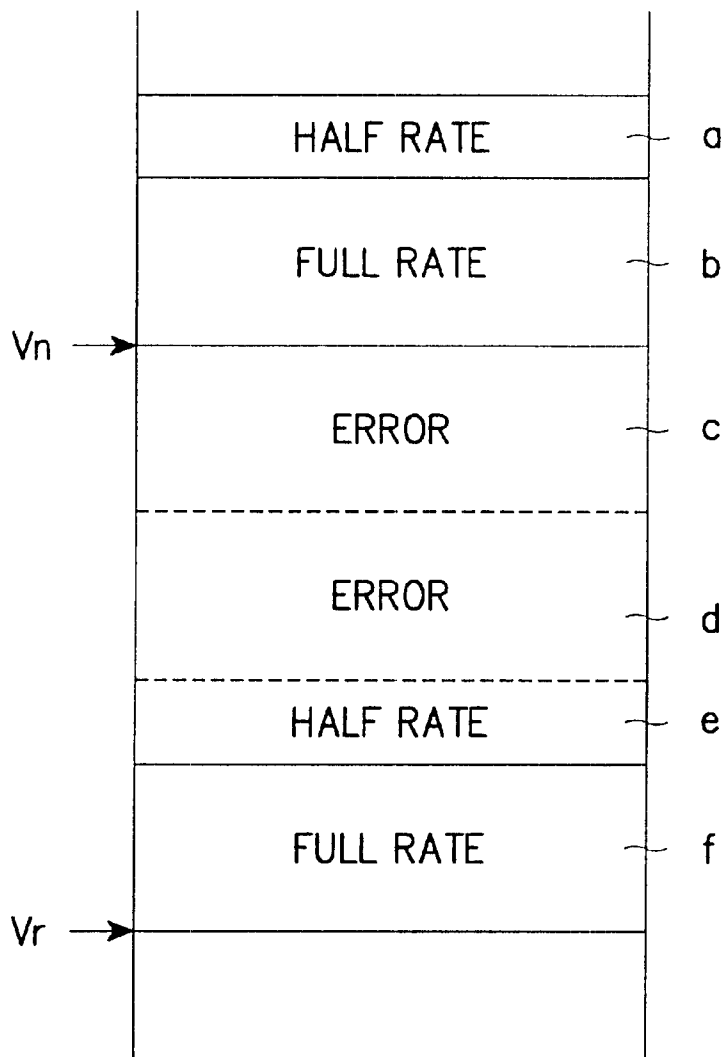 HALF RATE a
FULL RATE b
Vn
ERROR c
ERROR d
HALF RATE e
FULL RATE f
Vr